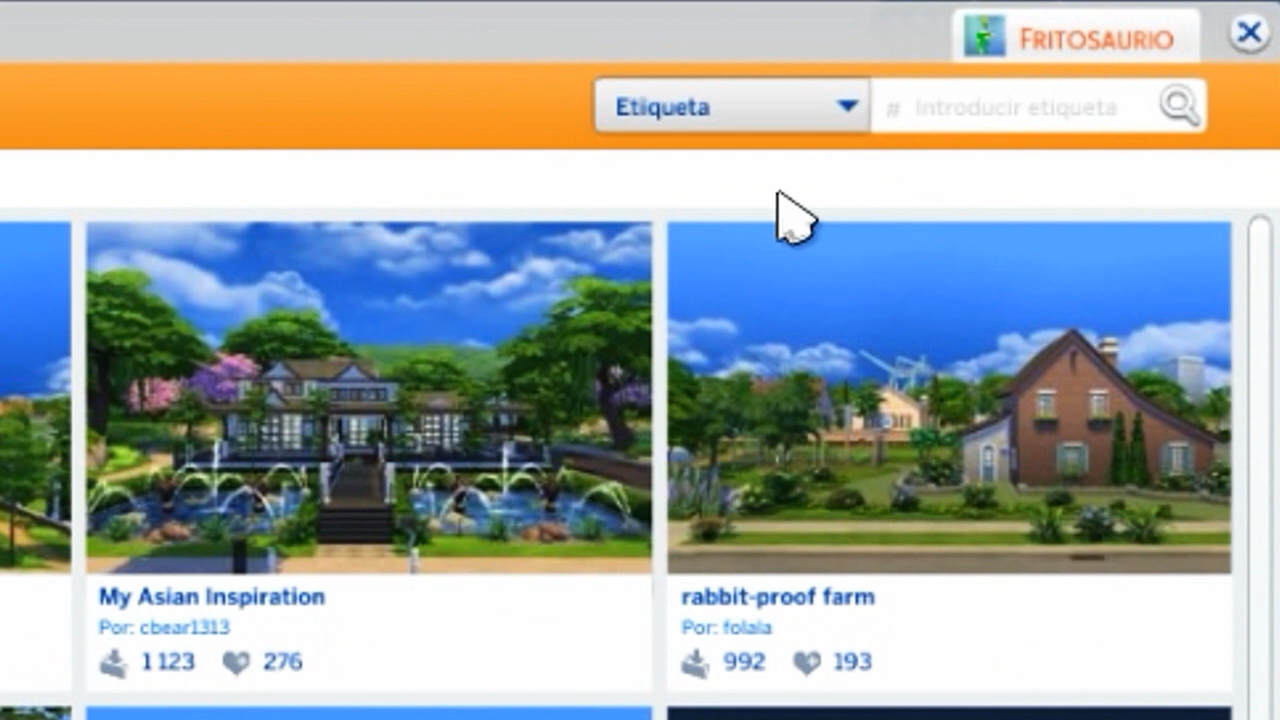 FRITOSAURIO
Etiqueta
# Introducir etiqueta
My Asian Inspiration
Por: cbear1313
1 123 276
rabbit-proof farm
Por: folala
992 193